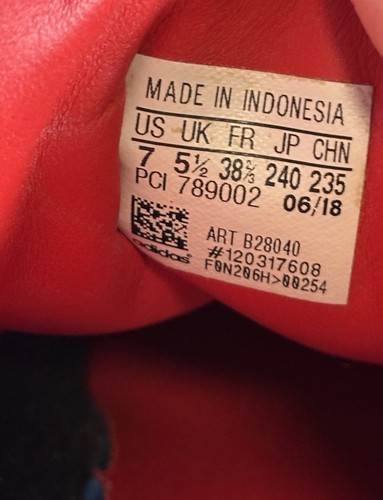 MADE IN INDONESIA
US UK FR JP CHN
7 5½ 38⅔ 240 235
PCI 789002 06/18
ART B28040
#120317608
F0N206H>00254
adidas